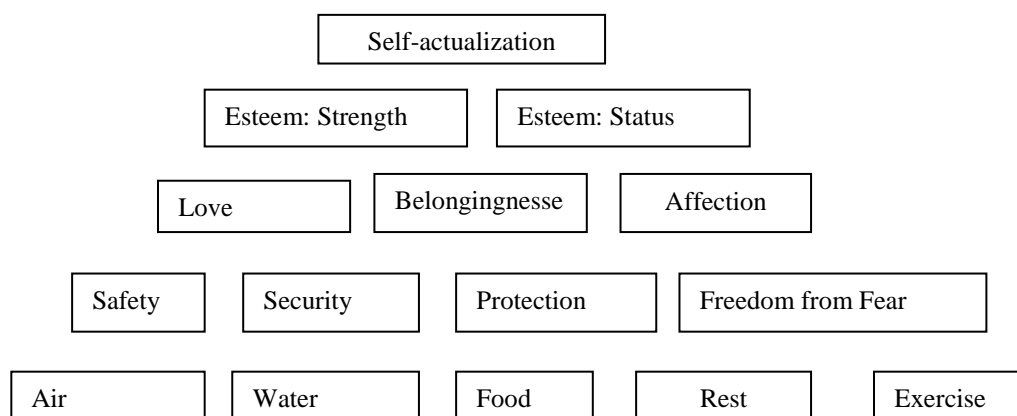 Self-actualization
Esteem: Strength Esteem: Status
Love Belongingnesse Affection
Safety Security Protection Freedom from Fear
Air Water Food Rest Exercise